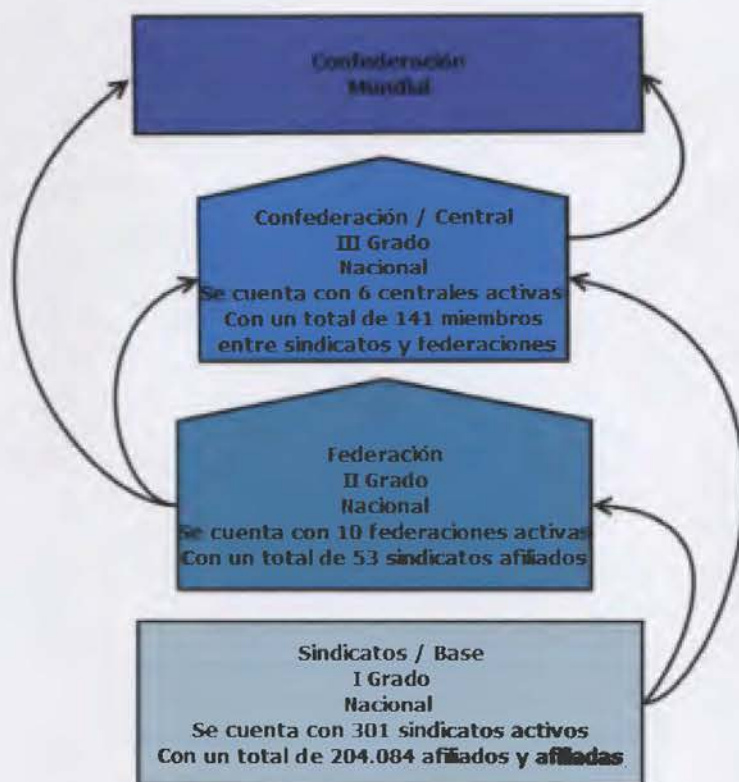 Confederación
Mundial
Confederación / Central
III Grado
Nacional
Se cuenta con 6 centrales activas
Con un total de 141 miembros
entre sindicatos y federaciones
Federación
II Grado
Nacional
Se cuenta con 10 federaciones activas
Con un total de 53 sindicatos afiliados
Sindicatos / Base
I Grado
Nacional
Se cuenta con 301 sindicatos activos
Con un total de 204.084 afiliados y afiliadas